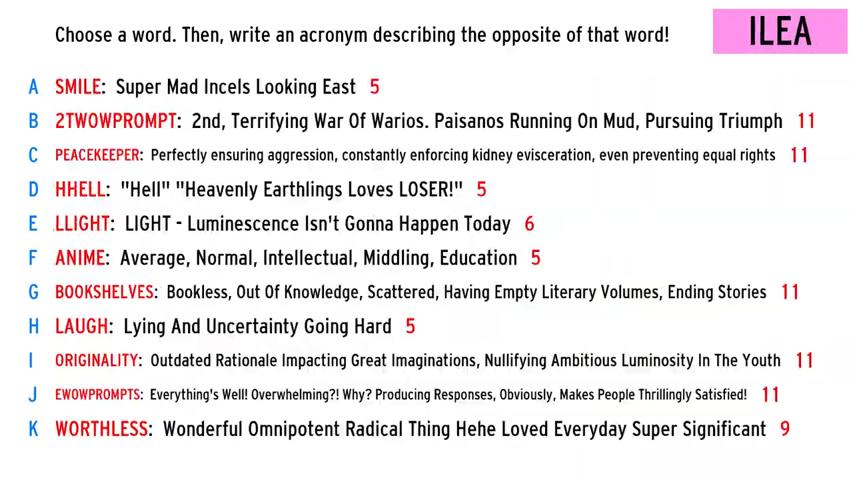 Choose a word. Then, write an acronym describing the opposite of that word!
ILEA
A SMILE: Super Mad Incels Looking East 5
B 2TWOWPROMPT: 2nd, Terrifying War Of Warios. Paisanos Running On Mud, Pursuing Triumph 11
C PEACEKEEPER: Perfectly ensuring aggression, constantly enforcing kidney evisceration, even preventing equal rights 11
D HHELL: "Hell" "Heavenly Earthlings Loves LOSER!" 5
E LLIGHT: LIGHT - Luminescence Isn't Gonna Happen Today 6
F ANIME: Average, Normal, Intellectual, Middling, Education 5
G BOOKSHELVES: Bookless, Out Of Knowledge, Scattered, Having Empty Literary Volumes, Ending Stories 11
H LAUGH: Lying And Uncertainty Going Hard 5
I ORIGINALITY: Outdated Rationale Impacting Great Imaginations, Nullifying Ambitious Luminosity In The Youth 11
J EWOWPROMPTS: Everything's Well! Overwhelming?! Why? Producing Responses, Obviously, Makes People Thrillingly Satisfied! 11
K WORTHLESS: Wonderful Omnipotent Radical Thing Hehe Loved Everyday Super Significant 9